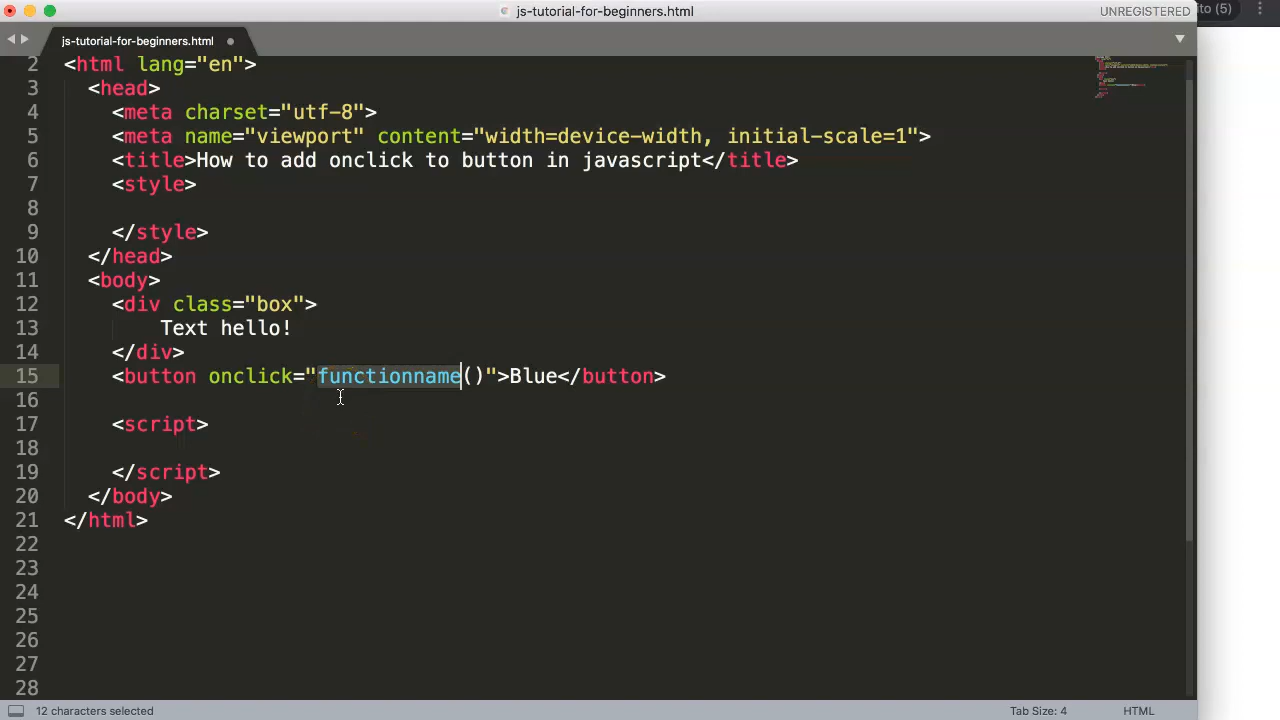 js-tutorial-for-beginners.html
UNREGISTERED
ito (5)
js-tutorial-for-beginners.html
2 <html lang="en">
3 <head>
4 <meta charset="utf-8">
5 <meta name="viewport" content="width=device-width, initial-scale=1">
6 <title>How to add onclick to button in javascript</title>
7 <style>
8
9 </style>
10 </head>
11 <body>
12 <div class="box">
13 Text hello!
14 </div>
15 <button onclick="functionname()">Blue</button>
16
17 <script>
18
19 </script>
20 </body>
21 </html>
22
23
24
25
26
27
28
12 characters selected
Tab Size: 4
HTML